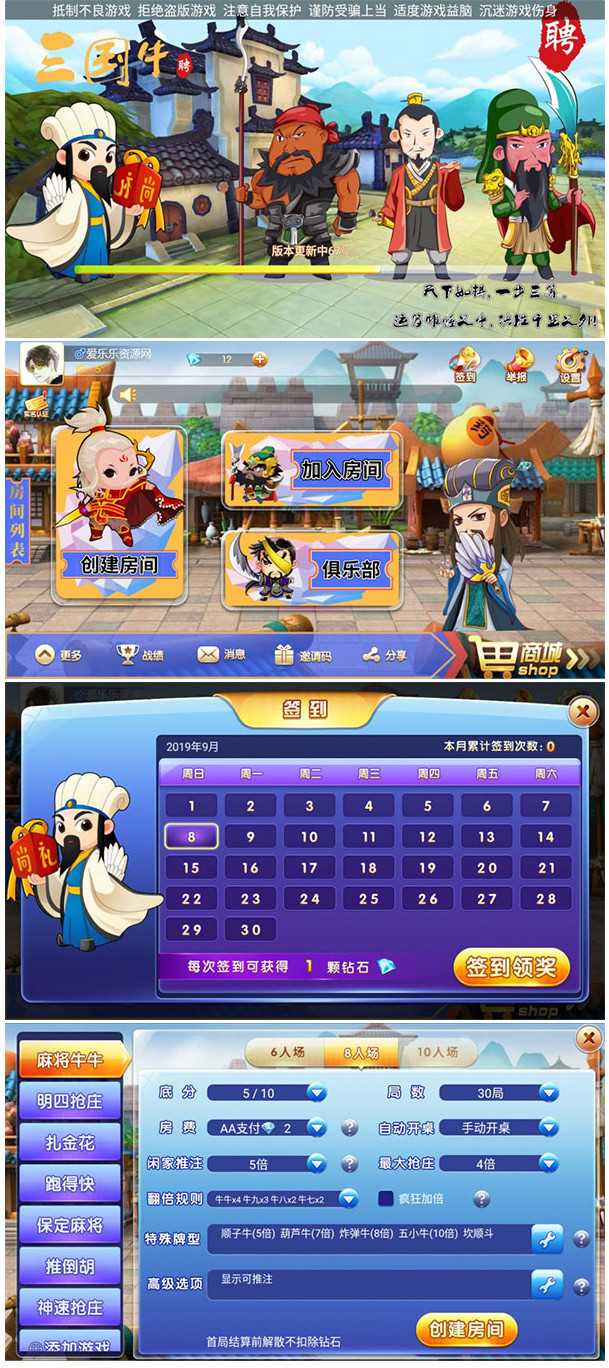 抵制不良游戏 拒绝盗版游戏 注意自我保护 谨防受骗上当 适度游戏益脑 沉迷游戏伤身
三国牛
聘
聘
尚
版本更新中67%
天下如棋，一步三算，
运筹帷幄之中，决胜千里之外!
爱乐乐资源网
12
签到
举报
设置
实名认证
药
房间列表
创建房间
加入房间
俱乐部
更多
战绩
消息
邀请码
分享
商城
shop
签到
2019年9月
本月累计签到次数: 0
周日 周一 周二 周三 周四 周五 周六
1 2 3 4 5 6 7
8 9 10 11 12 13 14
15 16 17 18 19 20 21
22 23 24 25 26 27 28
29 30
尚礼
每次签到可获得 1 颗钻石
签到领奖
shop
麻将牛牛
明四抢庄
扎金花
跑得快
保定麻将
推倒胡
神速抢庄
添加游戏
6人场 8人场 10人场
底分 5/10 局数 30局
房费 AA支付 2 ? 自动开桌 手动开桌
闲家推注 5倍 ? 最大抢庄 4倍
翻倍规则 牛牛x4 牛九x3 牛八x2 牛七x2 疯狂加倍 ?
特殊牌型 顺子牛(5倍) 葫芦牛(7倍) 炸弹牛(8倍) 五小牛(10倍) 坎顺斗 ?
高级选项 显示可推注 ?
首局结算前解散不扣除钻石
创建房间